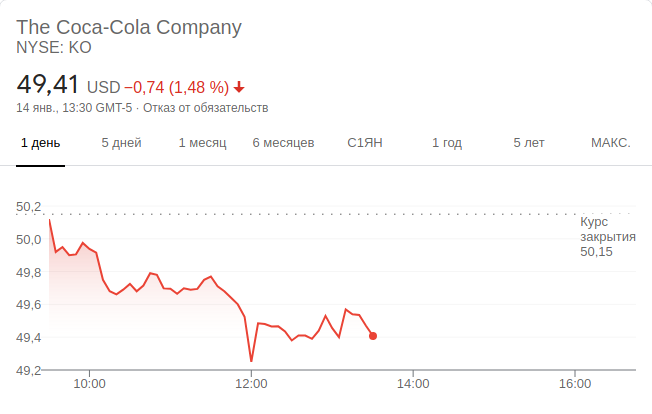 The Coca-Cola Company
NYSE: KO
49,41 USD −0,74 (1,48 %)
14 янв., 13:30 GMT-5 · Отказ от обязательств
1 день 5 дней 1 месяц 6 месяцев С1ЯН 1 год 5 лет МАКС.
50,2
Курс
закрытия
50,15
50,0
49,8
49,6
49,4
49,2
10:00 12:00 14:00 16:00